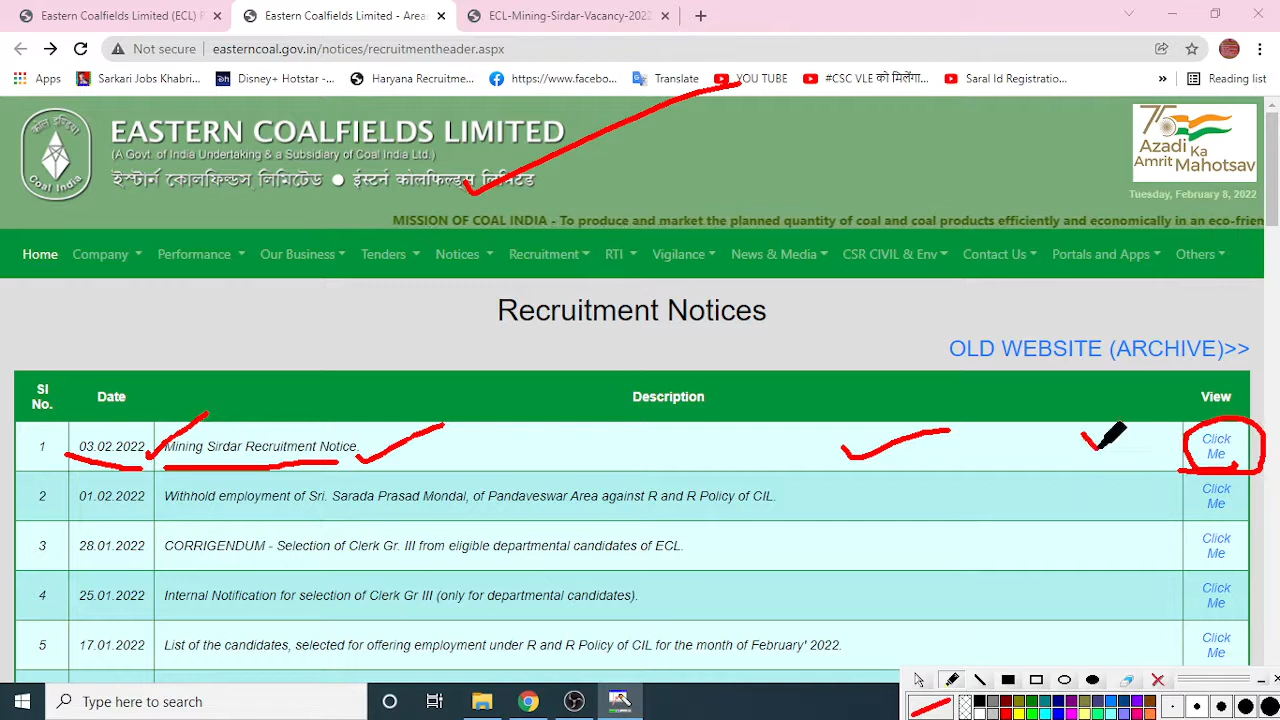 Eastern Coalfields Limited (ECL) F
Eastern Coalfields Limited - Area
ECL-Mining-Sirdar-Vacancy-2022
Not secure easterncoal.gov.in/notices/recruitmentheader.aspx
Apps Sarkari Jobs Khabri... Disney+ Hotstar -... Haryana Recruitme... https://www.facebo... Translate YOU TUBE #CSC VLE को मिलेंगा... Saral Id Registratio... » Reading list
Coal India
EASTERN COALFIELDS LIMITED
(A Govt. of India Undertaking & a Subsidiary of Coal India Ltd.)
ইস্টার্ন কোলফিল্ডস্ লিমিটেড ● ईस्टर्न कोलफिल्ड्स लिमिटेड
75 Azadi Ka Amrit Mahotsav
Tuesday, February 8, 2022
MISSION OF COAL INDIA - To produce and market the planned quantity of coal and coal products efficiently and economically in an eco-frien
Home Company Performance Our Business Tenders Notices Recruitment RTI Vigilance News & Media CSR CIVIL & Env Contact Us Portals and Apps Others
Recruitment Notices
OLD WEBSITE (ARCHIVE)>>
Sl No. Date Description View
1 03.02.2022 Mining Sirdar Recruitment Notice. Click Me
2 01.02.2022 Withhold employment of Sri. Sarada Prasad Mondal, of Pandaveswar Area against R and R Policy of CIL. Click Me
3 28.01.2022 CORRIGENDUM - Selection of Clerk Gr. III from eligible departmental candidates of ECL. Click Me
4 25.01.2022 Internal Notification for selection of Clerk Gr III (only for departmental candidates). Click Me
5 17.01.2022 List of the candidates, selected for offering employment under R and R Policy of CIL for the month of February' 2022. Click Me
Type here to search